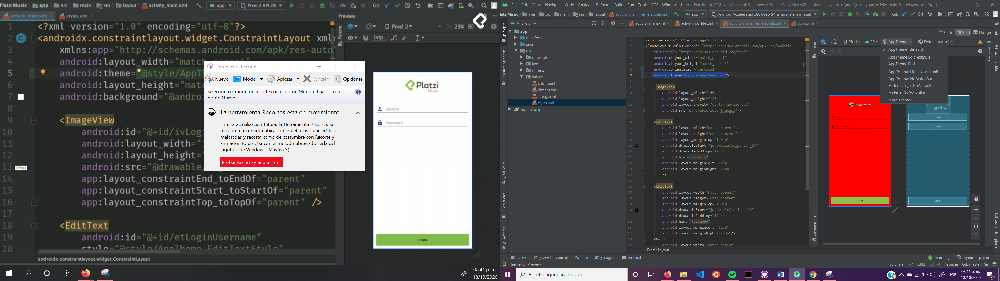 PlatziMusic app src main res layout activity_main.xml app Pixel 2 API 28 Git:
activity_main.xml styles.xml
Preview
1 <?xml version="1.0" encoding="utf-8"?>
2 <androidx.constraintlayout.widget.ConstraintLayout
3 xmlns:app="http://schemas.android.com/apk/res-auto"
4 android:layout_width="match_parent"
5 android:theme="@style/AppTh
6 android:layout_height="mat
7 android:background="@andro
8
9 <ImageView
10 android:id="@+id/ivLogi
11 android:layout_width="1
12 android:layout_height="
13 android:src="@drawable/
14 app:layout_constraintEnd_toEndOf="parent"
15 app:layout_constraintStart_toStartOf="parent"
16 app:layout_constraintTop_toTopOf="parent" />
17
18 <EditText
19 android:id="@+id/etLoginUsername"
20 style="@style/AppTheme.EditTextStyle"
androidx.constraintlayout.widget.ConstraintLayout
Palette
Pixel 2 23%
0dp
Platzi
Music
Usuario
Password
LOGIN
Herramienta Recortes
Nuevo Modo Aplazar Cancelar Opciones
Selecciona el modo de recorte con el botón Modo o haz clic en el
botón Nuevo.
La herramienta Recortes está en movimiento...
En una actualización futura, la Herramienta Recortes se
moverá a una nueva ubicación. Prueba las características
mejoradas y recorta como de costumbre con Recorte y
anotación (o prueba con el método abreviado Tecla del
logotipo de Windows+Mayús+S).
Probar Recorte y anotación
08:41 p. m.
18/10/2020
File Edit View Navigate Code Analyze Refactor Build Run Tools VCS Window Help PlatziMusic [C:\Users\Giovanni\Documents\GitHub\PlatziMusic\PlatziMusic] - ...\app\src\main\res\layout\activity_main_fremelayout.xml [app]
latziMusic app src main res layout activity_main_fremelayout.xml app Android Accelerated x86 Oreo (Missing system image) Git:
1: Project
Resource Manager
7: Structure
Build Variants
2: Favorites
Android
app
manifests
java
res
drawable
layout
mipmap
values
colors.xml
dimens.xml
strings.xml
styles.xml
Gradle Scripts
activity_main.xml activity_porfile.xml activity_main_fremelayout.xml styles.xml
Code Split Design
1 <?xml version="1.0" encoding="utf-8"?>
2 <FrameLayout xmlns:android="http://schemas.android.com/apk/res/android"
3 xmlns:tools="http://schemas.android.com/tools"
4 android:layout_width="match_parent"
5 android:layout_height="match_parent"
6 android:orientation="vertical"
7 android:theme="@style/AppTheme.Red">
8
9 <ImageView
10 android:layout_width="160dp"
11 android:layout_height="120dp"
12 android:layout_gravity="center_horizontal"
13 android:src="@drawable/logo_tracusa" />
14
15 <EditText
16 android:layout_width="match_parent"
17 android:layout_height="wrap_content"
18 android:layout_marginTop="120dp"
19 android:drawableStart="@drawable/ic_person_24"
20 android:drawablePadding="12dp"
21 android:hint="Usuario"
22 android:layout_marginLeft="12dp"
23 android:layout_marginRight="12dp"
24 />
25
26 <EditText
27 android:layout_width="match_parent"
28 android:layout_height="wrap_content"
29 android:layout_marginTop="180dp"
30 android:drawableStart="@drawable/ic_lock_24"
31 android:drawablePadding="12dp"
32 android:hint="Password"
33 android:layout_marginLeft="12dp"
34 android:layout_marginRight="12dp"/>
35 <Button
36 android:layout_width="match_parent"
FrameLayout
Palette
Component Tree
Pixel 30 AppTheme Default (en-us)
AppTheme [default]
AppTheme.EditTextStyle
AppTheme.Red
AppCompat.Light.NoActionBar
AppCompat.NoActionBar
Material.Light.NoActionBar
Material.NoActionBar
More Themes...
TRACUSA
Usuario
Password
LOGIN
ImageView
EditText
EditText
LOGIN
1:1
Gradle
Attributes
Layout Validation
Device File Explorer
TODO 9: Version Control Build 6: Logcat Terminal 1 Event Log Layout Inspector
Theme for Preview 36 chars 7:4 CRLF UTF-8 4 spaces Git: master
Escribe aquí para buscar
ESP
08:41 p. m.
18/10/2020
2